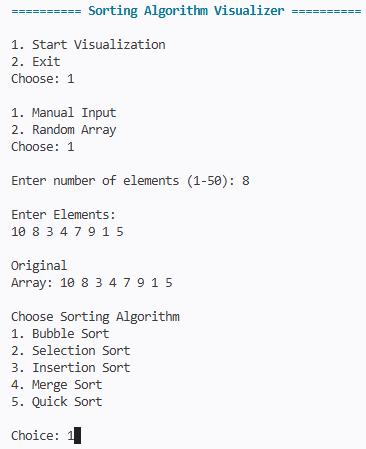 ========== Sorting Algorithm Visualizer ==========
1. Start Visualization
2. Exit
Choose: 1
1. Manual Input
2. Random Array
Choose: 1
Enter number of elements (1-50): 8
Enter Elements:
10 8 3 4 7 9 1 5
Original
Array: 10 8 3 4 7 9 1 5
Choose Sorting Algorithm
1. Bubble Sort
2. Selection Sort
3. Insertion Sort
4. Merge Sort
5. Quick Sort
Choice: 1